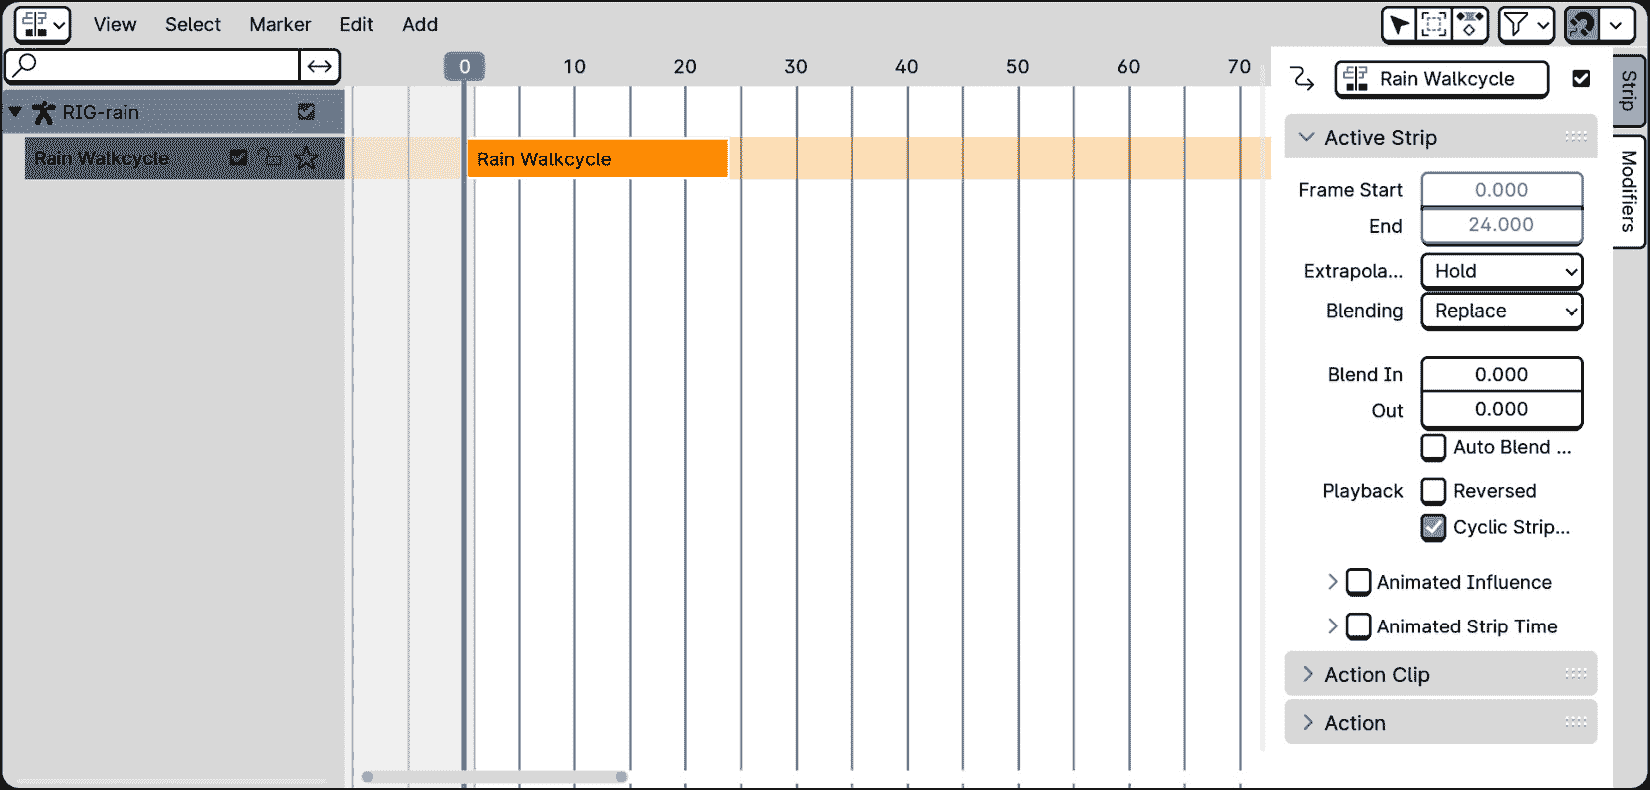 View Select Marker Edit Add
0 10 20 30 40 50 60 70
RIG-rain
Rain Walkcycle
Rain Walkcycle
Rain Walkcycle
Active Strip
Frame Start 0.000
End 24.000
Extrapola... Hold
Blending Replace
Blend In 0.000
Out 0.000
Auto Blend ...
Playback Reversed
Cyclic Strip...
Animated Influence
Animated Strip Time
Action Clip
Action
Strip
Modifiers